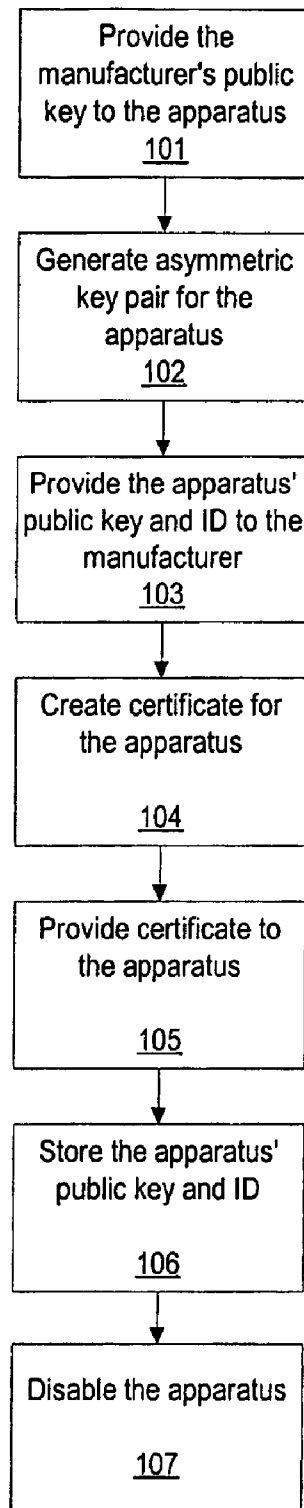 Provide the
manufacturer's public
key to the apparatus
101
Generate asymmetric
key pair for the
apparatus
102
Provide the apparatus'
public key and ID to the
manufacturer
103
Create certificate for
the apparatus
104
Provide certificate to
the apparatus
105
Store the apparatus'
public key and ID
106
Disable the apparatus
107